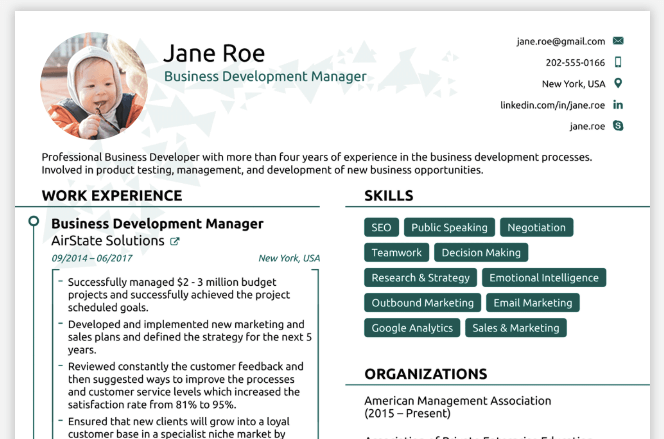 Jane Roe
Business Development Manager
jane.roe@gmail.com
202-555-0166
New York, USA
linkedin.com/in/jane.roe
jane.roe
Professional Business Developer with more than four years of experience in the business development processes.
Involved in product testing, management, and development of new business opportunities.
WORK EXPERIENCE
Business Development Manager
AirState Solutions
09/2014 – 06/2017 New York, USA
– Successfully managed $2 - 3 million budget
projects and successfully achieved the project
scheduled goals.
– Developed and implemented new marketing and
sales plans and defined the strategy for the next 5
years.
– Reviewed constantly the customer feedback and
then suggested ways to improve the processes
and customer service levels which increased the
satisfaction rate from 81% to 95%.
– Ensured that new clients will grow into a loyal
customer base in a specialist niche market by
SKILLS
SEO Public Speaking Negotiation
Teamwork Decision Making
Research & Strategy Emotional Intelligence
Outbound Marketing Email Marketing
Google Analytics Sales & Marketing
ORGANIZATIONS
American Management Association
(2015 – Present)